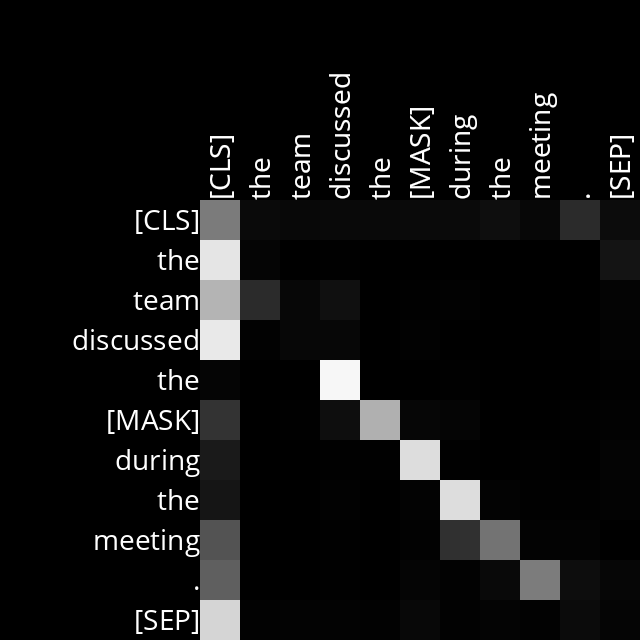 [CLS] the team discussed the [MASK] during the meeting . [SEP]
[CLS]
the
team
discussed
the
[MASK]
during
the
meeting
.
[SEP]